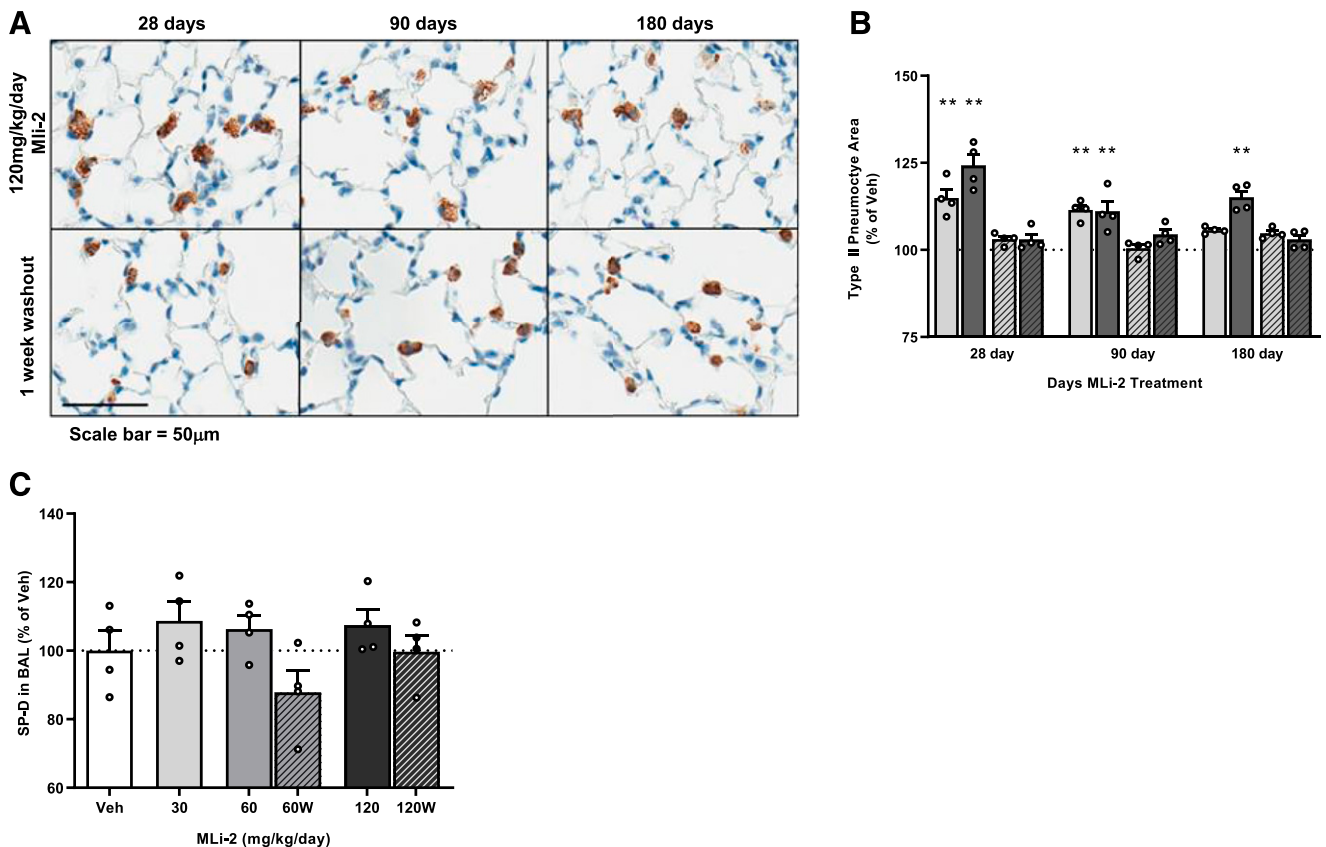 A
28 days
90 days
180 days
120mg/kg/day
Mli-2
1 week washout
Scale bar = 50μm
B
Type II Pneumoctye Area
(% of Veh)
150
125
100
75
** **
** **
**
28 day
90 day
180 day
Days MLi-2 Treatment
C
SP-D in BAL (% of Veh)
140
120
100
80
60
Veh
30
60
60W
120
120W
MLi-2 (mg/kg/day)